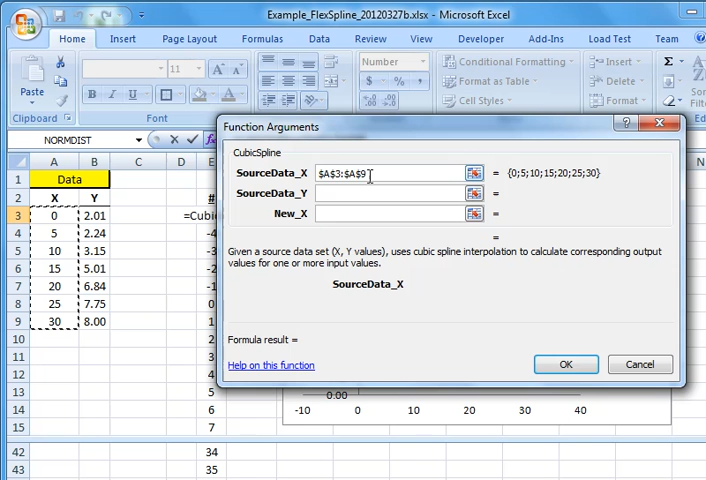 Example_FlexSpline_20120327b.xlsx - Microsoft Excel
Home Insert Page Layout Formulas Data Review View Developer Add-Ins Load Test Team
Paste
11 A A
B I U
Clipboard
Font
Number
$ % ,
Conditional Formatting
Format as Table
Cell Styles
Insert
Delete
Format
Σ
NORMDIST
A B C D E N
1 Data
2 X Y #
3 0 2.01 =Cubi
4 5 2.24 -4
5 10 3.15 -3
6 15 5.01 -2
7 20 6.84 -1
8 25 7.75 0
9 30 8.00 1
10 2
11 3
12 4
13 5
14 6
15 7
42 34
43 35
0.00
-10 0 10 20 30 40
Function Arguments
CubicSpline
SourceData_X $A$3:$A$9 = {0;5;10;15;20;25;30}
SourceData_Y =
New_X =
=
Given a source data set (X, Y values), uses cubic spline interpolation to calculate corresponding output
values for one or more input values.
SourceData_X
Formula result =
Help on this function
OK
Cancel